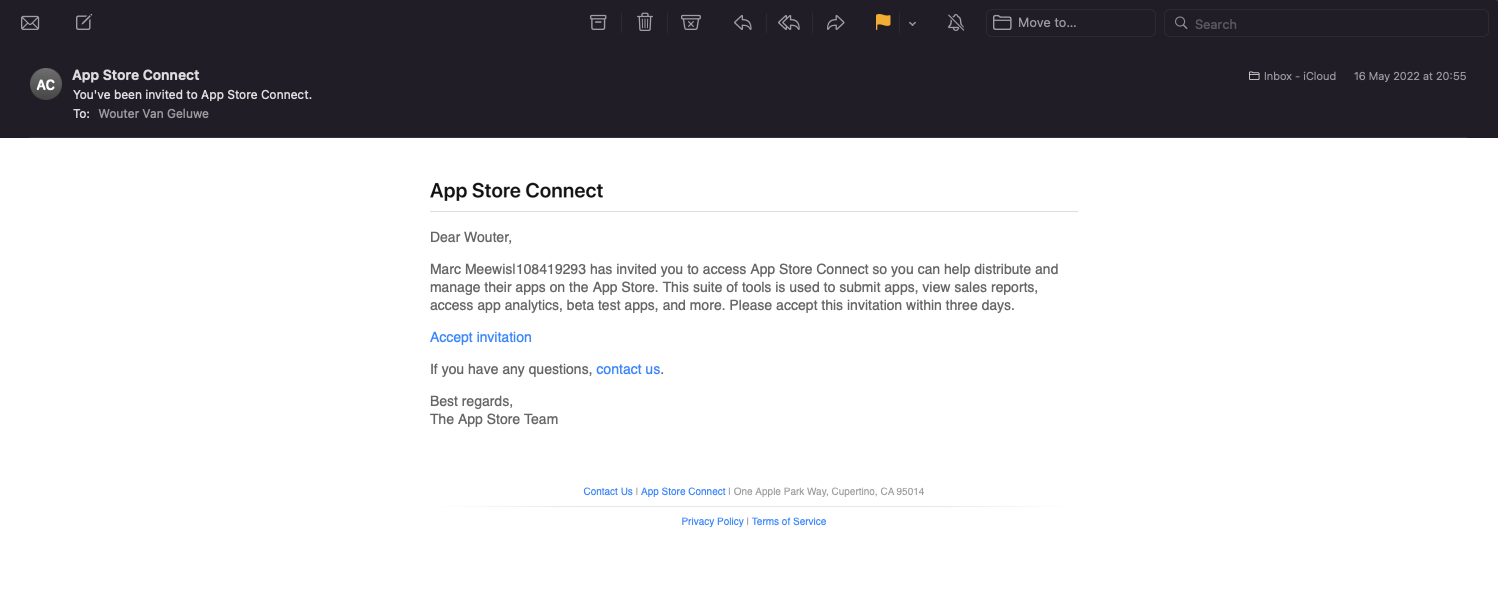 Move to...
Search
AC
App Store Connect
Inbox - iCloud
16 May 2022 at 20:55
You've been invited to App Store Connect.
To: Wouter Van Geluwe
App Store Connect
Dear Wouter,
Marc Meewis|108419293 has invited you to access App Store Connect so you can help distribute and
manage their apps on the App Store. This suite of tools is used to submit apps, view sales reports,
access app analytics, beta test apps, and more. Please accept this invitation within three days.
Accept invitation
If you have any questions, contact us.
Best regards,
The App Store Team
Contact Us | App Store Connect | One Apple Park Way, Cupertino, CA 95014
Privacy Policy | Terms of Service